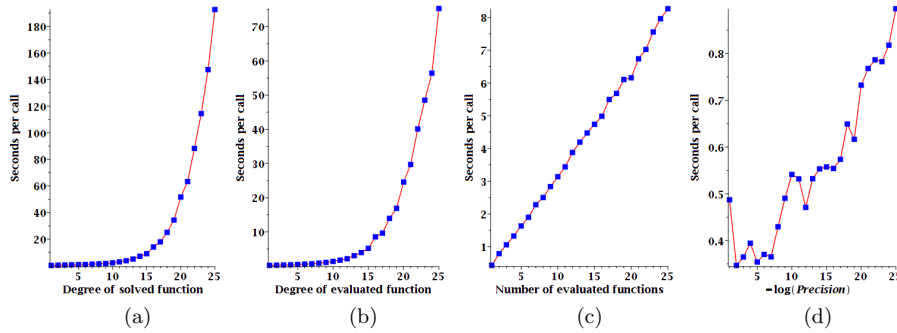 Seconds per call
180
160
140
120
100
80
60
40
20
5 10 15 20 25
Degree of solved function
(a)
Seconds per call
70
60
50
40
30
20
10
5 10 15 20 25
Degree of evaluated function
(b)
Seconds per call
8
7
6
5
4
3
2
1
5 10 15 20 25
Number of evaluated functions
(c)
Seconds per call
0.8
0.7
0.6
0.5
0.4
5 10 15 20 25
−log(Precision)
(d)